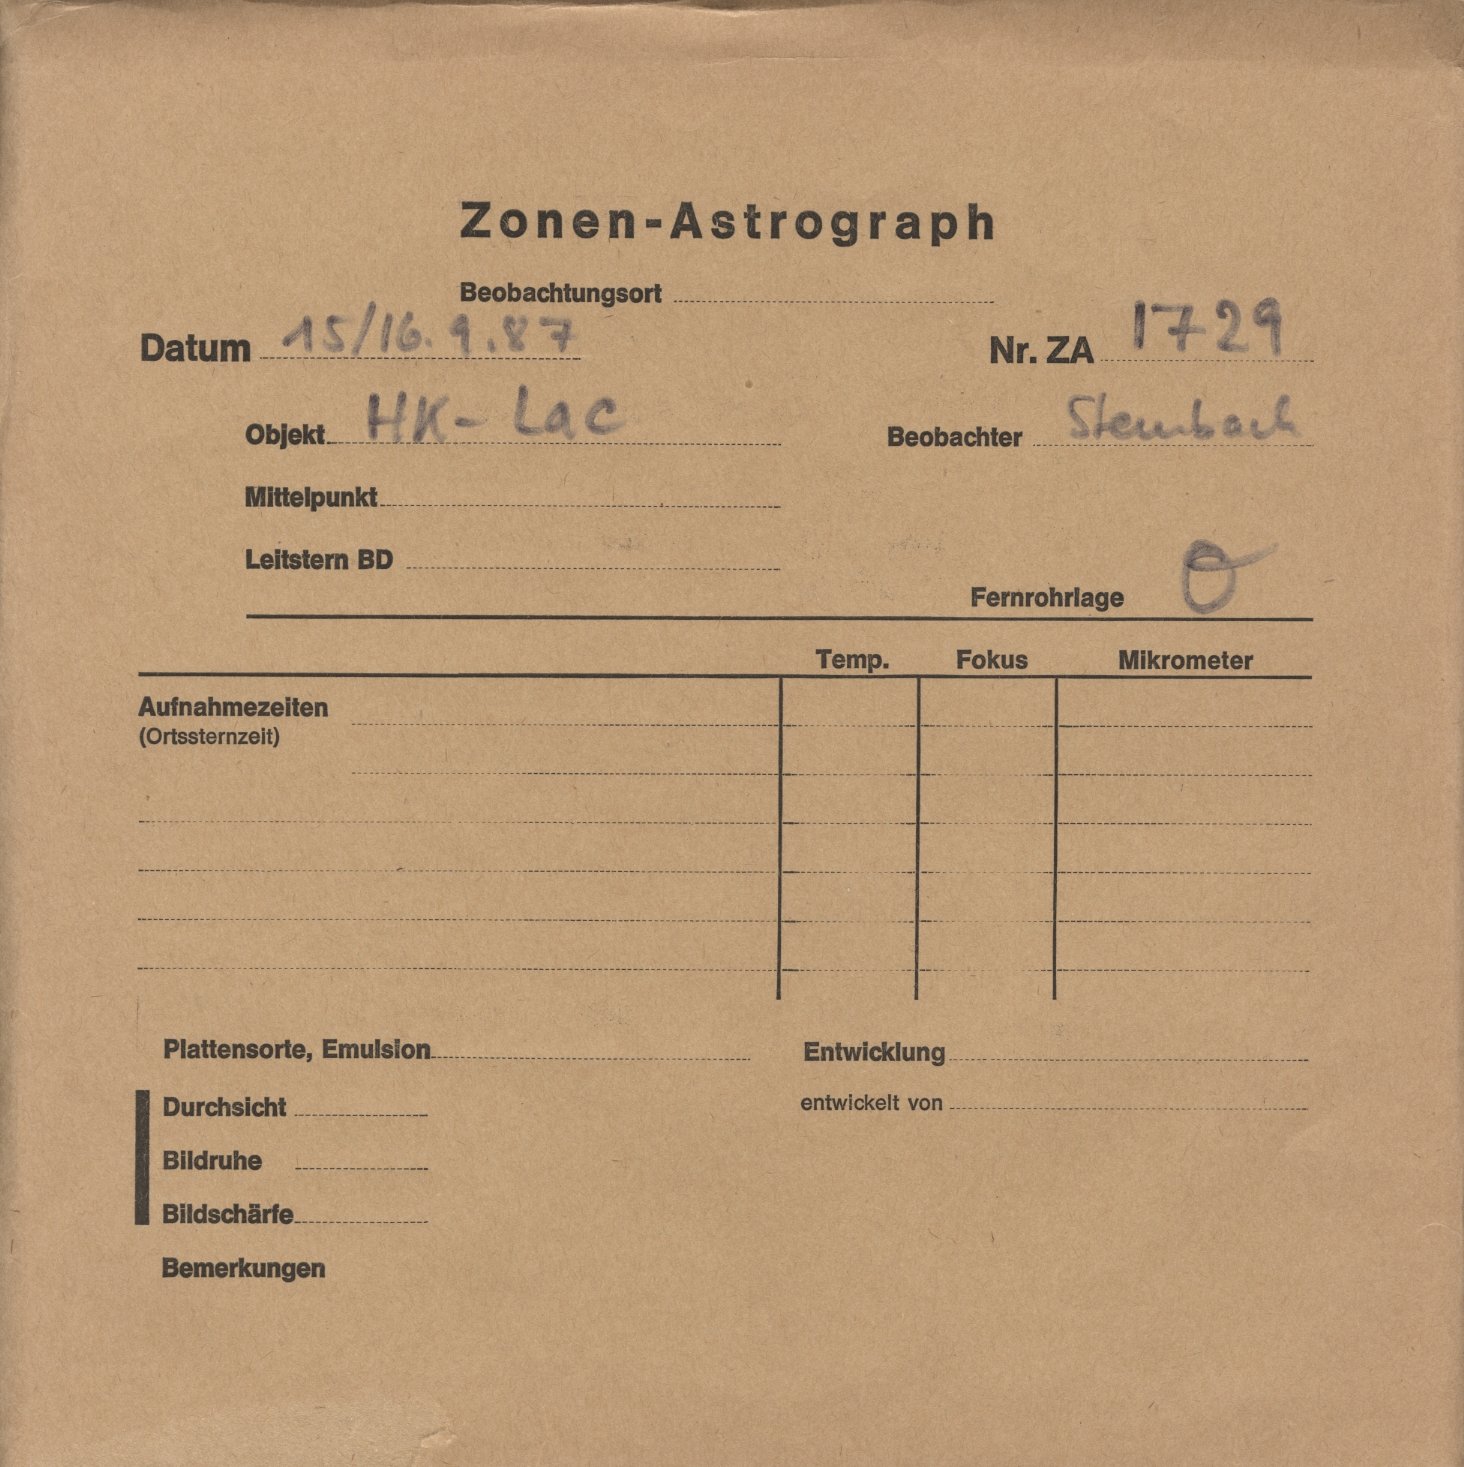 Zonen-Astrograph
Beobachtungsort
Datum 15/16.9.87 Nr. ZA 1729
Objekt HK-Lac Beobachter Steinbach
Mittelpunkt
Leitstern BD
Fernrohrlage O
Temp. Fokus Mikrometer
Aufnahmezeiten
(Ortssternzeit)
Plattensorte, Emulsion Entwicklung
Durchsicht entwickelt von
Bildruhe
Bildschärfe
Bemerkungen